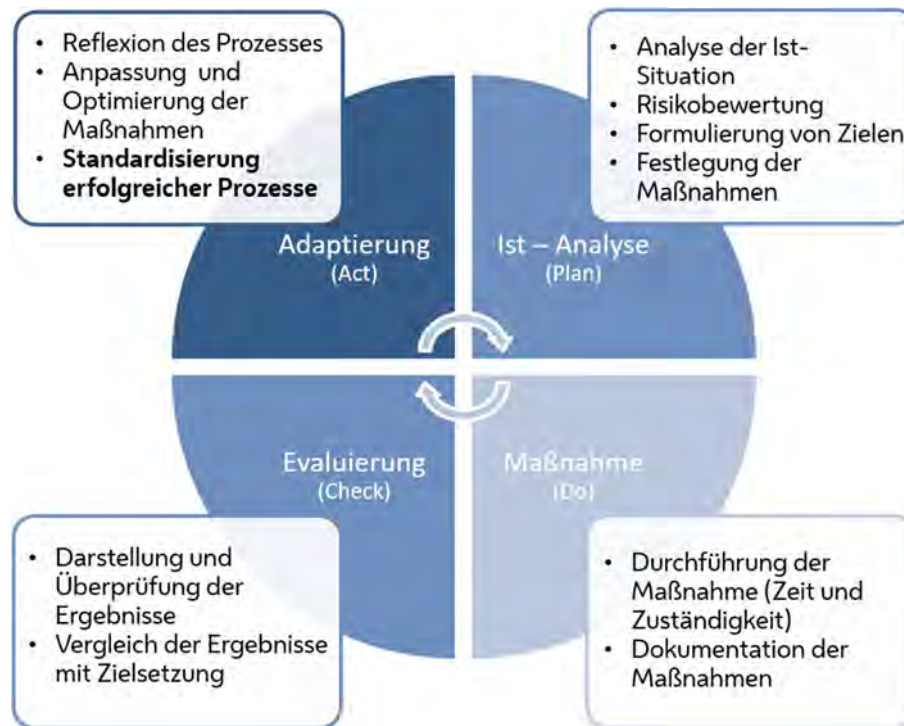 • Reflexion des Prozesses
• Anpassung und
Optimierung der
Maßnahmen
• Standardisierung
erfolgreicher Prozesse
• Analyse der Ist-
Situation
• Risikobewertung
• Formulierung von Zielen
• Festlegung der
Maßnahmen
Adaptierung
(Act)
Ist – Analyse
(Plan)
Evaluierung
(Check)
Maßnahme
(Do)
• Darstellung und
Überprüfung der
Ergebnisse
• Vergleich der Ergebnisse
mit Zielsetzung
• Durchführung der
Maßnahme (Zeit und
Zuständigkeit)
• Dokumentation der
Maßnahmen